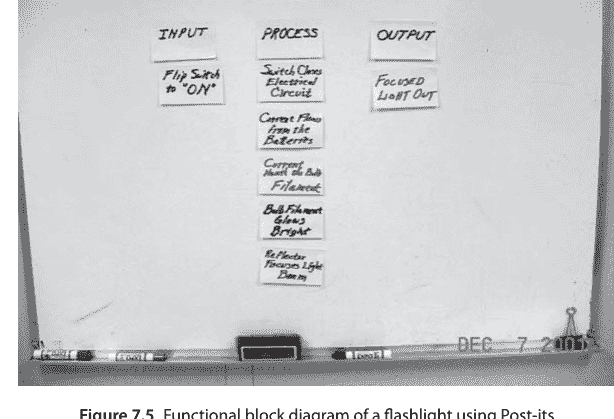 INPUT
PROCESS
OUTPUT
Flip Switch
to "ON"
Switch Closes
Electrical
Circuit
Current Flows
from the
Batteries
Current
the Bulb
Filament
Bulb Filament
Glows
Bright
Reflector
Focuses Light
Beam
FOCUSED
LIGHT OUT
DEC 7 2001
Figure 7.5 Functional block diagram of a flashlight using Post-its